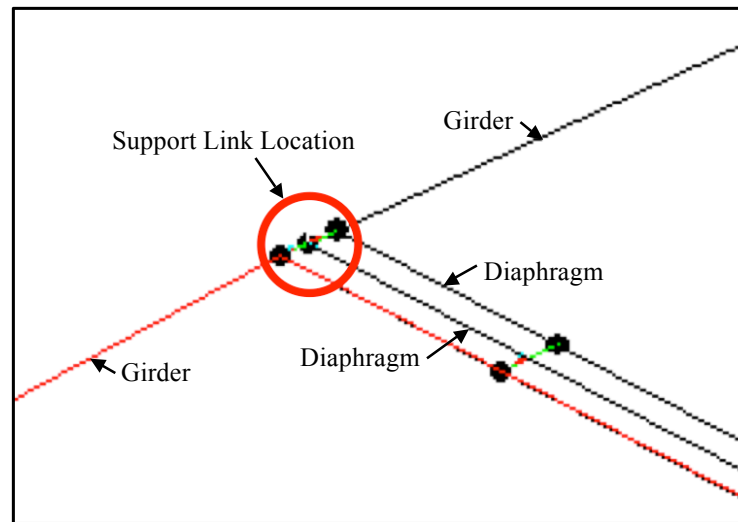 Girder
Support Link Location
Diaphragm
Diaphragm
Girder